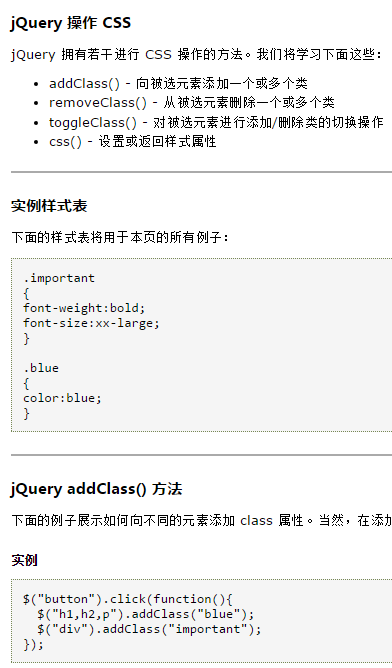 jQuery 操作 CSS
jQuery 拥有若干进行 CSS 操作的方法。我们将学习下面这些：
addClass() - 向被选元素添加一个或多个类
removeClass() - 从被选元素删除一个或多个类
toggleClass() - 对被选元素进行添加/删除类的切换操作
css() - 设置或返回样式属性
实例样式表
下面的样式表将用于本页的所有例子：
.important
{
font-weight:bold;
font-size:xx-large;
}
.blue
{
color:blue;
}
jQuery addClass() 方法
下面的例子展示如何向不同的元素添加 class 属性。当然，在添加
实例
$("button").click(function(){
  $("h1,h2,p").addClass("blue");
  $("div").addClass("important");
});